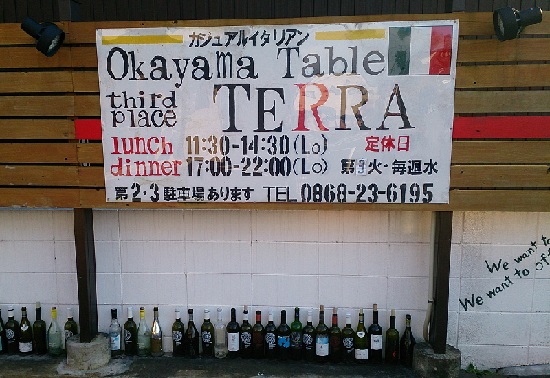 カジュアルイタリアン
Okayama Table
third place
TERRA
lunch 11:30-14:30(Lo)
dinner 17:00-22:00(Lo)
定休日
第3火・毎週水
第2・3駐車場あります TEL 0868-23-6195
We want to
We want to of